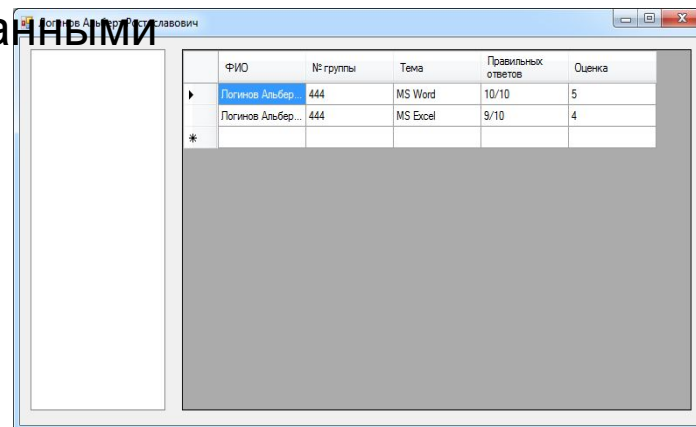 Логинов Альберт Ростиславович
анными
ФИО № группы Тема Правильных ответов Оценка
Логинов Альбер... 444 MS Word 10/10 5
Логинов Альбер... 444 MS Excel 9/10 4